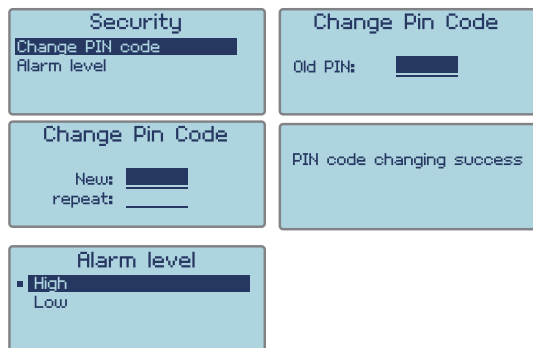 Security
Change PIN code
Alarm level
Change Pin Code
Old PIN:
Change Pin Code
New:
repeat:
PIN code changing success
Alarm level
High
Low